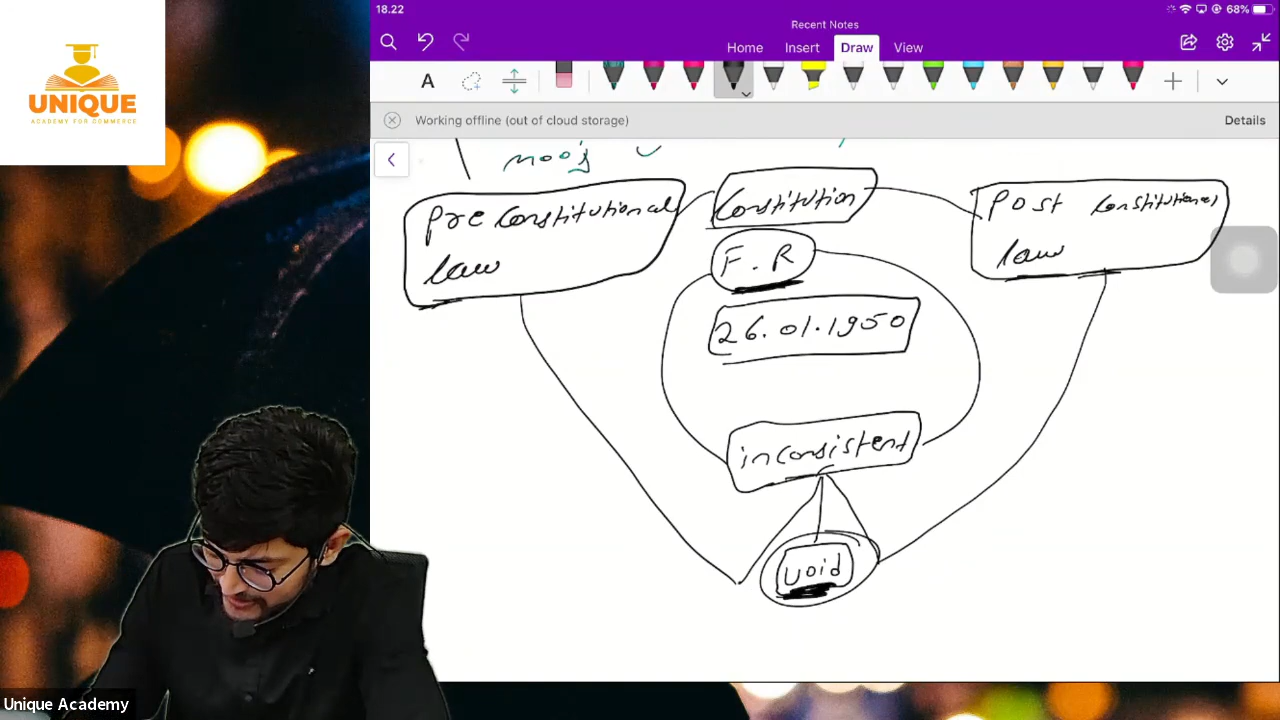 UNIQUE
ACADEMY FOR COMMERCE
18.22
68%
Recent Notes
Home Insert Draw View
A
Working offline (out of cloud storage)
Details
Pre Constitutional
law
Constitution
Post Constitutional
law
F.R
26.01.1950
inconsistent
void
Unique Academy